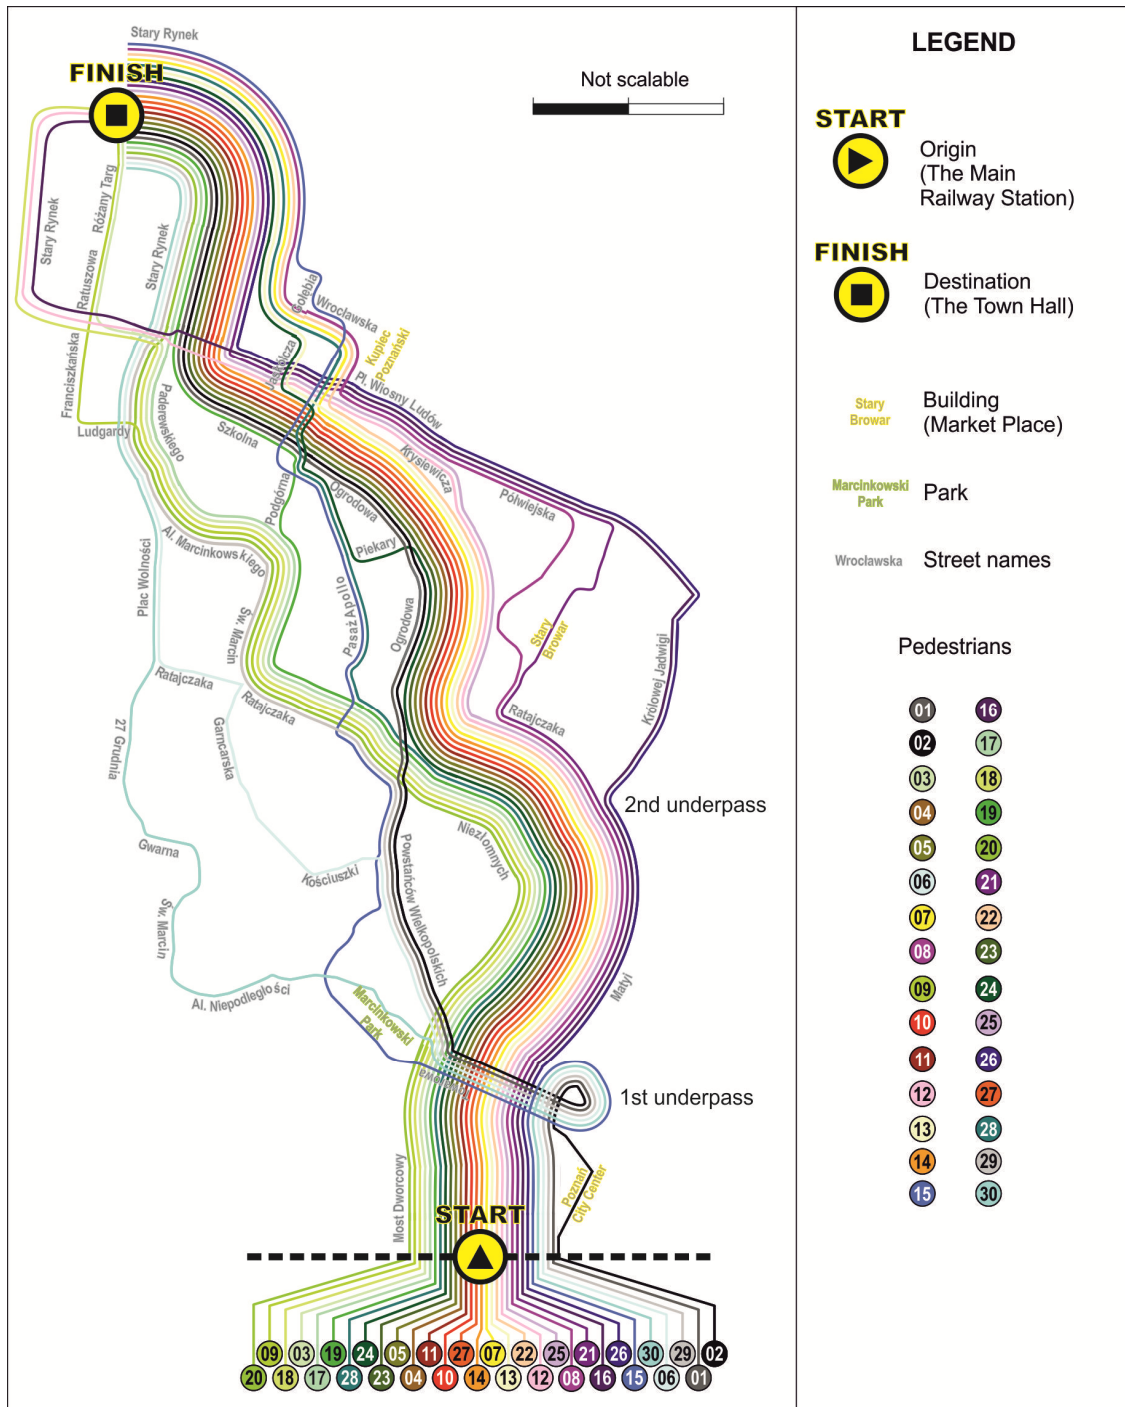 Stary Rynek
FINISH
Not scalable
Różany Targ
Stary Rynek
Stary Rynek
Ratuszowa
Gołębia
Wrocławska
Kupiec
Poznański
Jaskółcza
Pl. Wiosny Ludów
Franciszkańska
Ludgardy
Paderewskiego
Szkolna
Krysiewicza
Półwiejska
Podgórna
Ogrodowa
Al. Marcinkowskiego
Piekary
Plac Wolności
Św. Marcin
Pasaż Apollo
Ogrodowa
Stary
Browar
Królowej Jadwigi
Ratajczaka
Ratajczaka
Ratajczaka
Garncarska
27 Grudnia
2nd underpass
Gwarna
Niezłomnych
Kościuszki
Powstańców Wielkopolskich
Św. Marcin
Al. Niepodległości
Matyi
Marcinkowski
Park
Towarowa
1st underpass
Most Dworcowy
Poznań
City Center
START
09 03 19 24 05 11 27 07 22 25 21 26 30 29 02
20 18 17 28 23 04 10 14 13 12 08 16 15 06 01
LEGEND
START
Origin
(The Main
Railway Station)
FINISH
Destination
(The Town Hall)
Stary
Browar
Building
(Market Place)
Marcinkowski
Park
Park
Wrocławska
Street names
Pedestrians
01 16
02 17
03 18
04 19
05 20
06 21
07 22
08 23
09 24
10 25
11 26
12 27
13 28
14 29
15 30